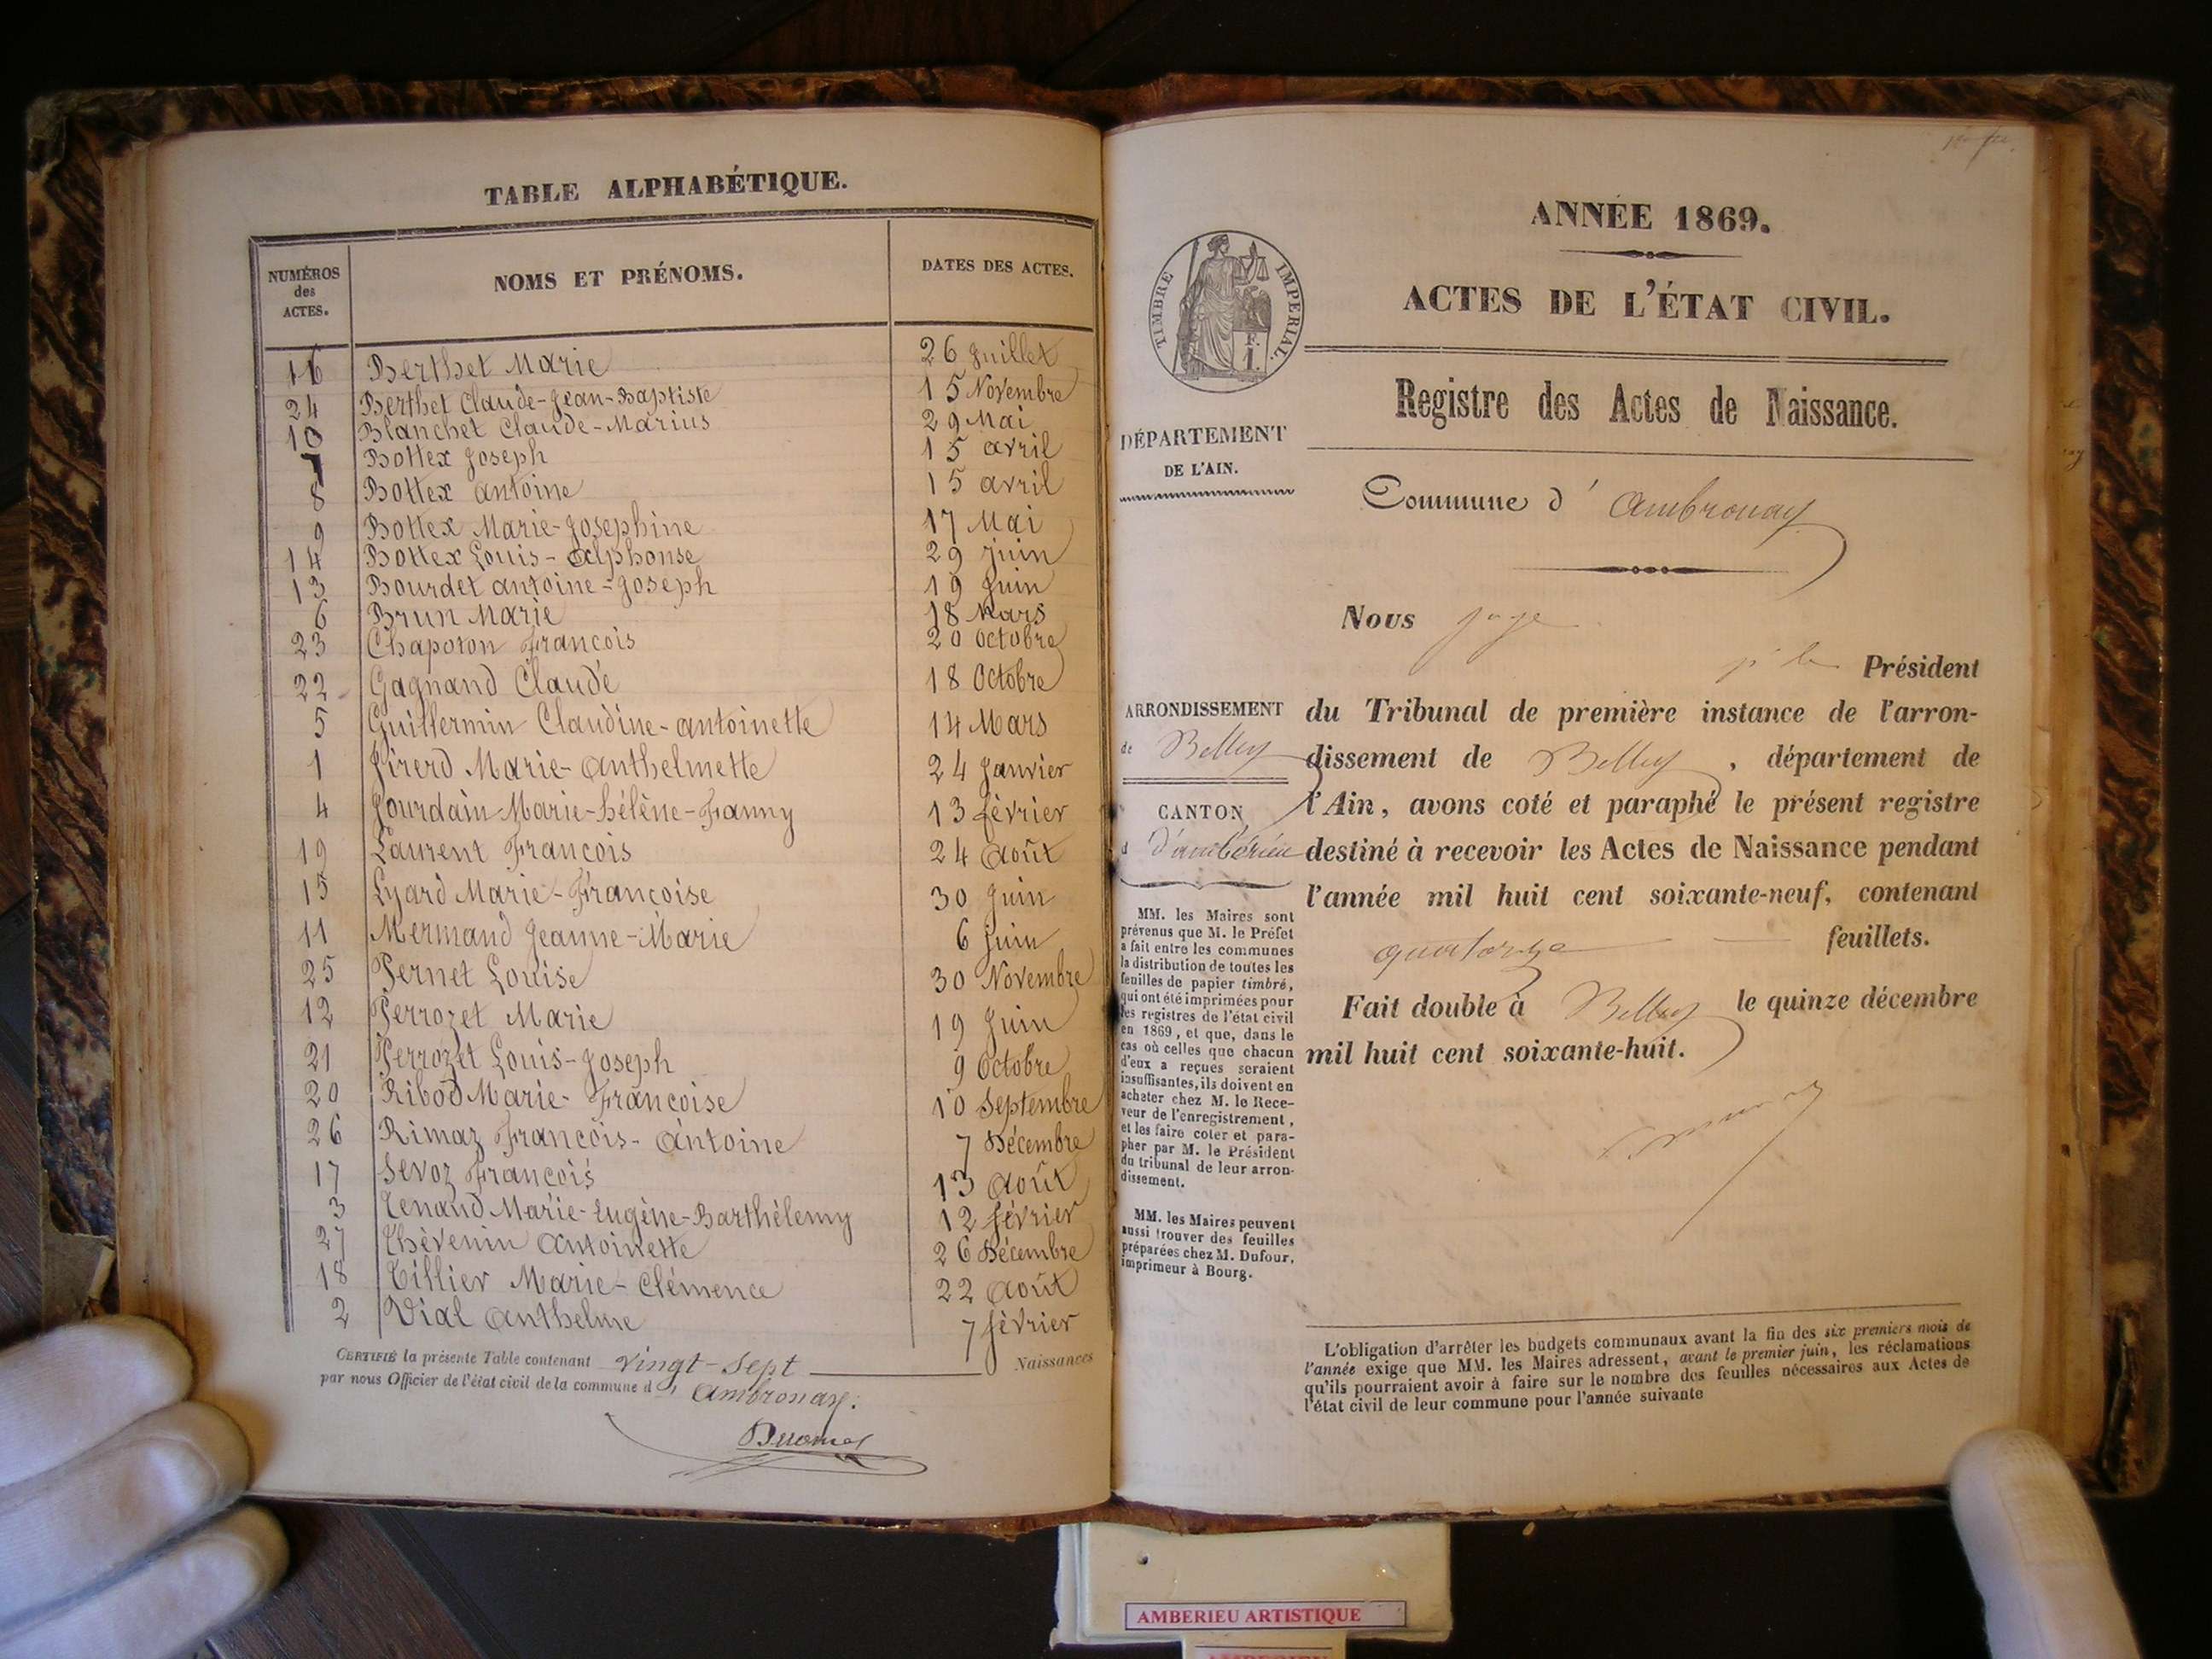 TABLE ALPHABÉTIQUE.
NUMÉROS des ACTES. NOMS ET PRÉNOMS. DATES DES ACTES.
16 Berthet Marie 26 Juillet
24 Berthet Claude-Jean-Baptiste 15 Novembre
10 Blanchet Claude-Marius 29 Mai
7 Bottex Joseph 15 avril
8 Bottex antoine 15 avril
9 Bottex Marie-Josephine 17 Mai
14 Bottex Louis-Alphonse 29 juin
13 Bourdet antoine-Joseph 19 Juin
6 Brun Marie 18 Mars
23 Chapoton François 20 Octobre
22 Gagnand Claude 18 Octobre
5 Guillermin Claudine-antoinette 14 Mars
1 Jirerd Marie-Anthelmette 24 Janvier
4 Jourdain Marie-hélène-Fanny 13 février
19 Laurent François 24 Août
15 Lyard Marie-Françoise 30 Juin
11 Mermand Jeanne-Marie 6 Juin
25 Pernet Louise 30 Novembre
12 Perrozet Marie 19 Juin
21 Perrozet Louis-Joseph 9 Octobre
20 Ribod Marie-Françoise 10 Septembre
26 Rimaz François-Antoine 7 Décembre
17 Sevoz François 13 Août
3 Tenand Marie-Eugène-Barthélemy 12 février
27 Thévenin Antoinette 26 Décembre
18 Tillier Marie-Clémence 22 Août
2 Vial Anthelme 7 février
CERTIFIÉ la présente Table contenant vingt-sept Naissances
par nous Officier de l'état civil de la commune d' Ambronay.
ANNÉE 1869.
ACTES DE L'ÉTAT CIVIL.
TIMBRE IMPERIAL.
F.
1.
Registre des Actes de Naissance.
DÉPARTEMENT
DE L'AIN.
Commune d' Ambronay
Nous juge
Président
du Tribunal de première instance de l'arron-
dissement de Belley, département de
l'Ain, avons coté et paraphé le présent registre
destiné à recevoir les Actes de Naissance pendant
l'année mil huit cent soixante-neuf, contenant
quatorze feuillets.
Fait double à Belley le quinze décembre
mil huit cent soixante-huit.
ARRONDISSEMENT
de Belley
CANTON
d d'ambérieu
MM. les Maires sont
prévenus que M. le Préfet
a fait entre les communes
la distribution de toutes les
feuilles de papier timbré,
qui ont été imprimées pour
les registres de l'état civil
en 1869, et que, dans le
cas où celles que chacun
d'eux a reçues seraient
insuffisantes, ils doivent en
acheter chez M. le Rece-
veur de l'enregistrement,
et les faire coter et para-
pher par M. le Président
du tribunal de leur arron-
dissement.
MM. les Maires peuvent
aussi trouver des feuilles
préparées chez M. Dufour,
imprimeur à Bourg.
L'obligation d'arrêter les budgets communaux avant la fin des six premiers mois de
l'année exige que MM. les Maires adressent, avant le premier juin, les réclamations
qu'ils pourraient avoir à faire sur le nombre des feuilles nécessaires aux Actes de
l'état civil de leur commune pour l'année suivante
AMBERIEU ARTISTIQUE